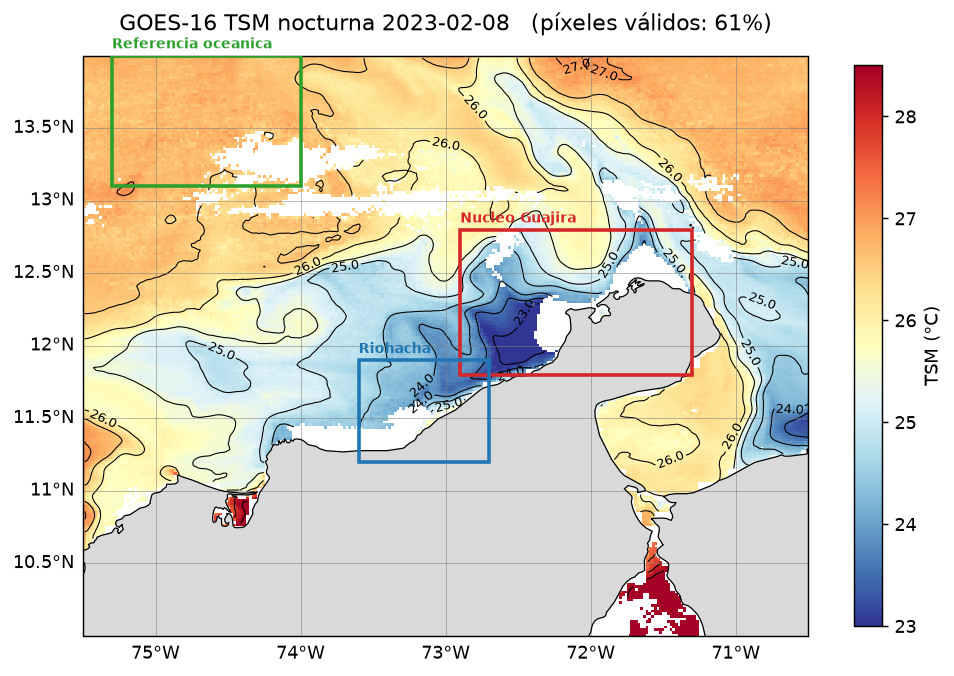 GOES-16 TSM nocturna 2023-02-08 (píxeles válidos: 61%)
Referencia oceanica
27.0
27.0
28
13.5°N
26.0
26.0
26.0
13°N
27
Nucleo Guajira
12.5°N
26.0
25.0
25.0
25.0
25.0
25.0
23.0
26
TSM (°C)
12°N
Riohacha
25.0
25.0
24.0
24.0
24.0
25.0
24.0
25
11.5°N
26.0
26.0
26.0
11°N
24
10.5°N
23
75°W
74°W
73°W
72°W
71°W